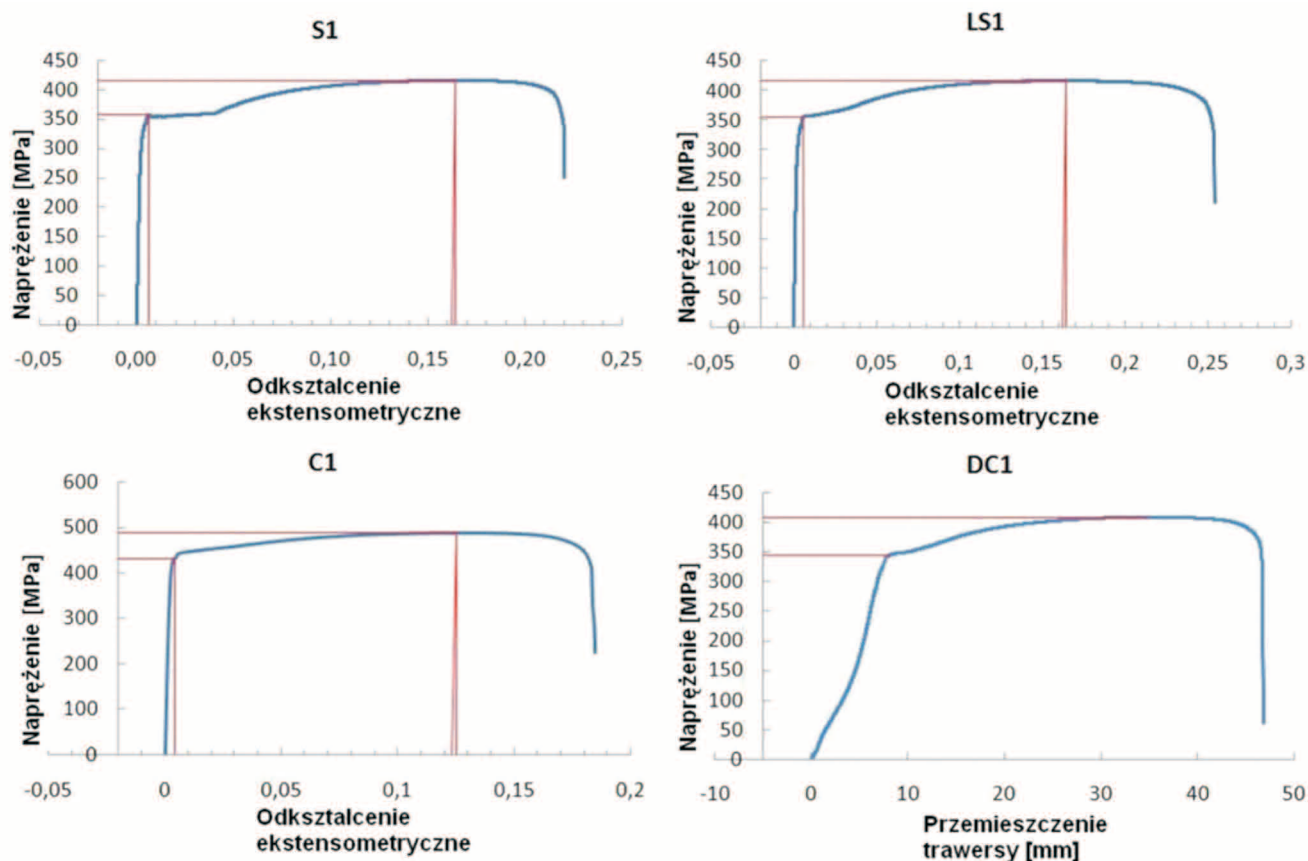 S1
450
400
350
300
250
200
150
100
50
0
Naprężenie [MPa]
-0,05 0,00 0,05 0,10 0,15 0,20 0,25
Odksztalcenie
ekstensometryczne
LS1
450
400
350
300
250
200
150
100
50
0
Naprężenie [MPa]
-0,05 0 0,05 0,10 0,15 0,20 0,25 0,3
Odksztalcenie
ekstensometryczne
C1
600
500
400
300
200
100
0
Naprężenie [MPa]
-0,05 0 0,05 0,1 0,15 0,2
Odksztalcenie
ekstensometryczne
DC1
450
400
350
300
250
200
150
100
50
0
Naprężenie [MPa]
-10 0 10 20 30 40 50
Przemieszczenie
trawersy [mm]